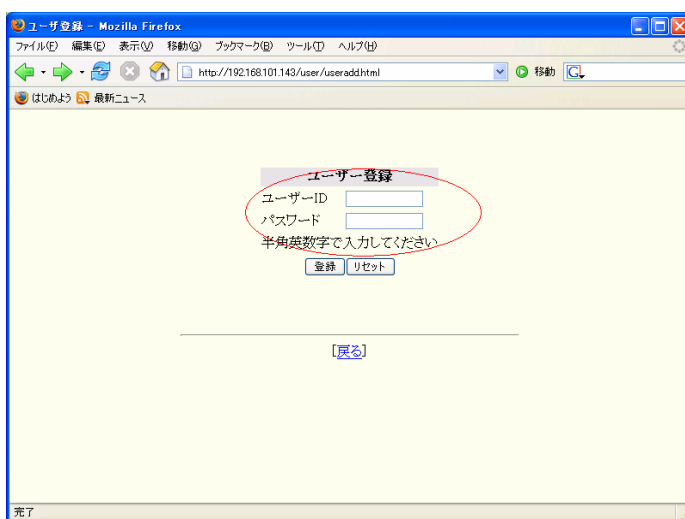 ユーザ登録 - Mozilla Firefox
ファイル(F) 編集(E) 表示(V) 移動(G) ブックマーク(B) ツール(T) ヘルプ(H)
http://192.168.101.143/user/useradd.html 移動 G
はじめよう 最新ニュース
ユーザー登録
ユーザーID
パスワード
半角英数字で入力してください
登録 リセット
[戻る]
完了